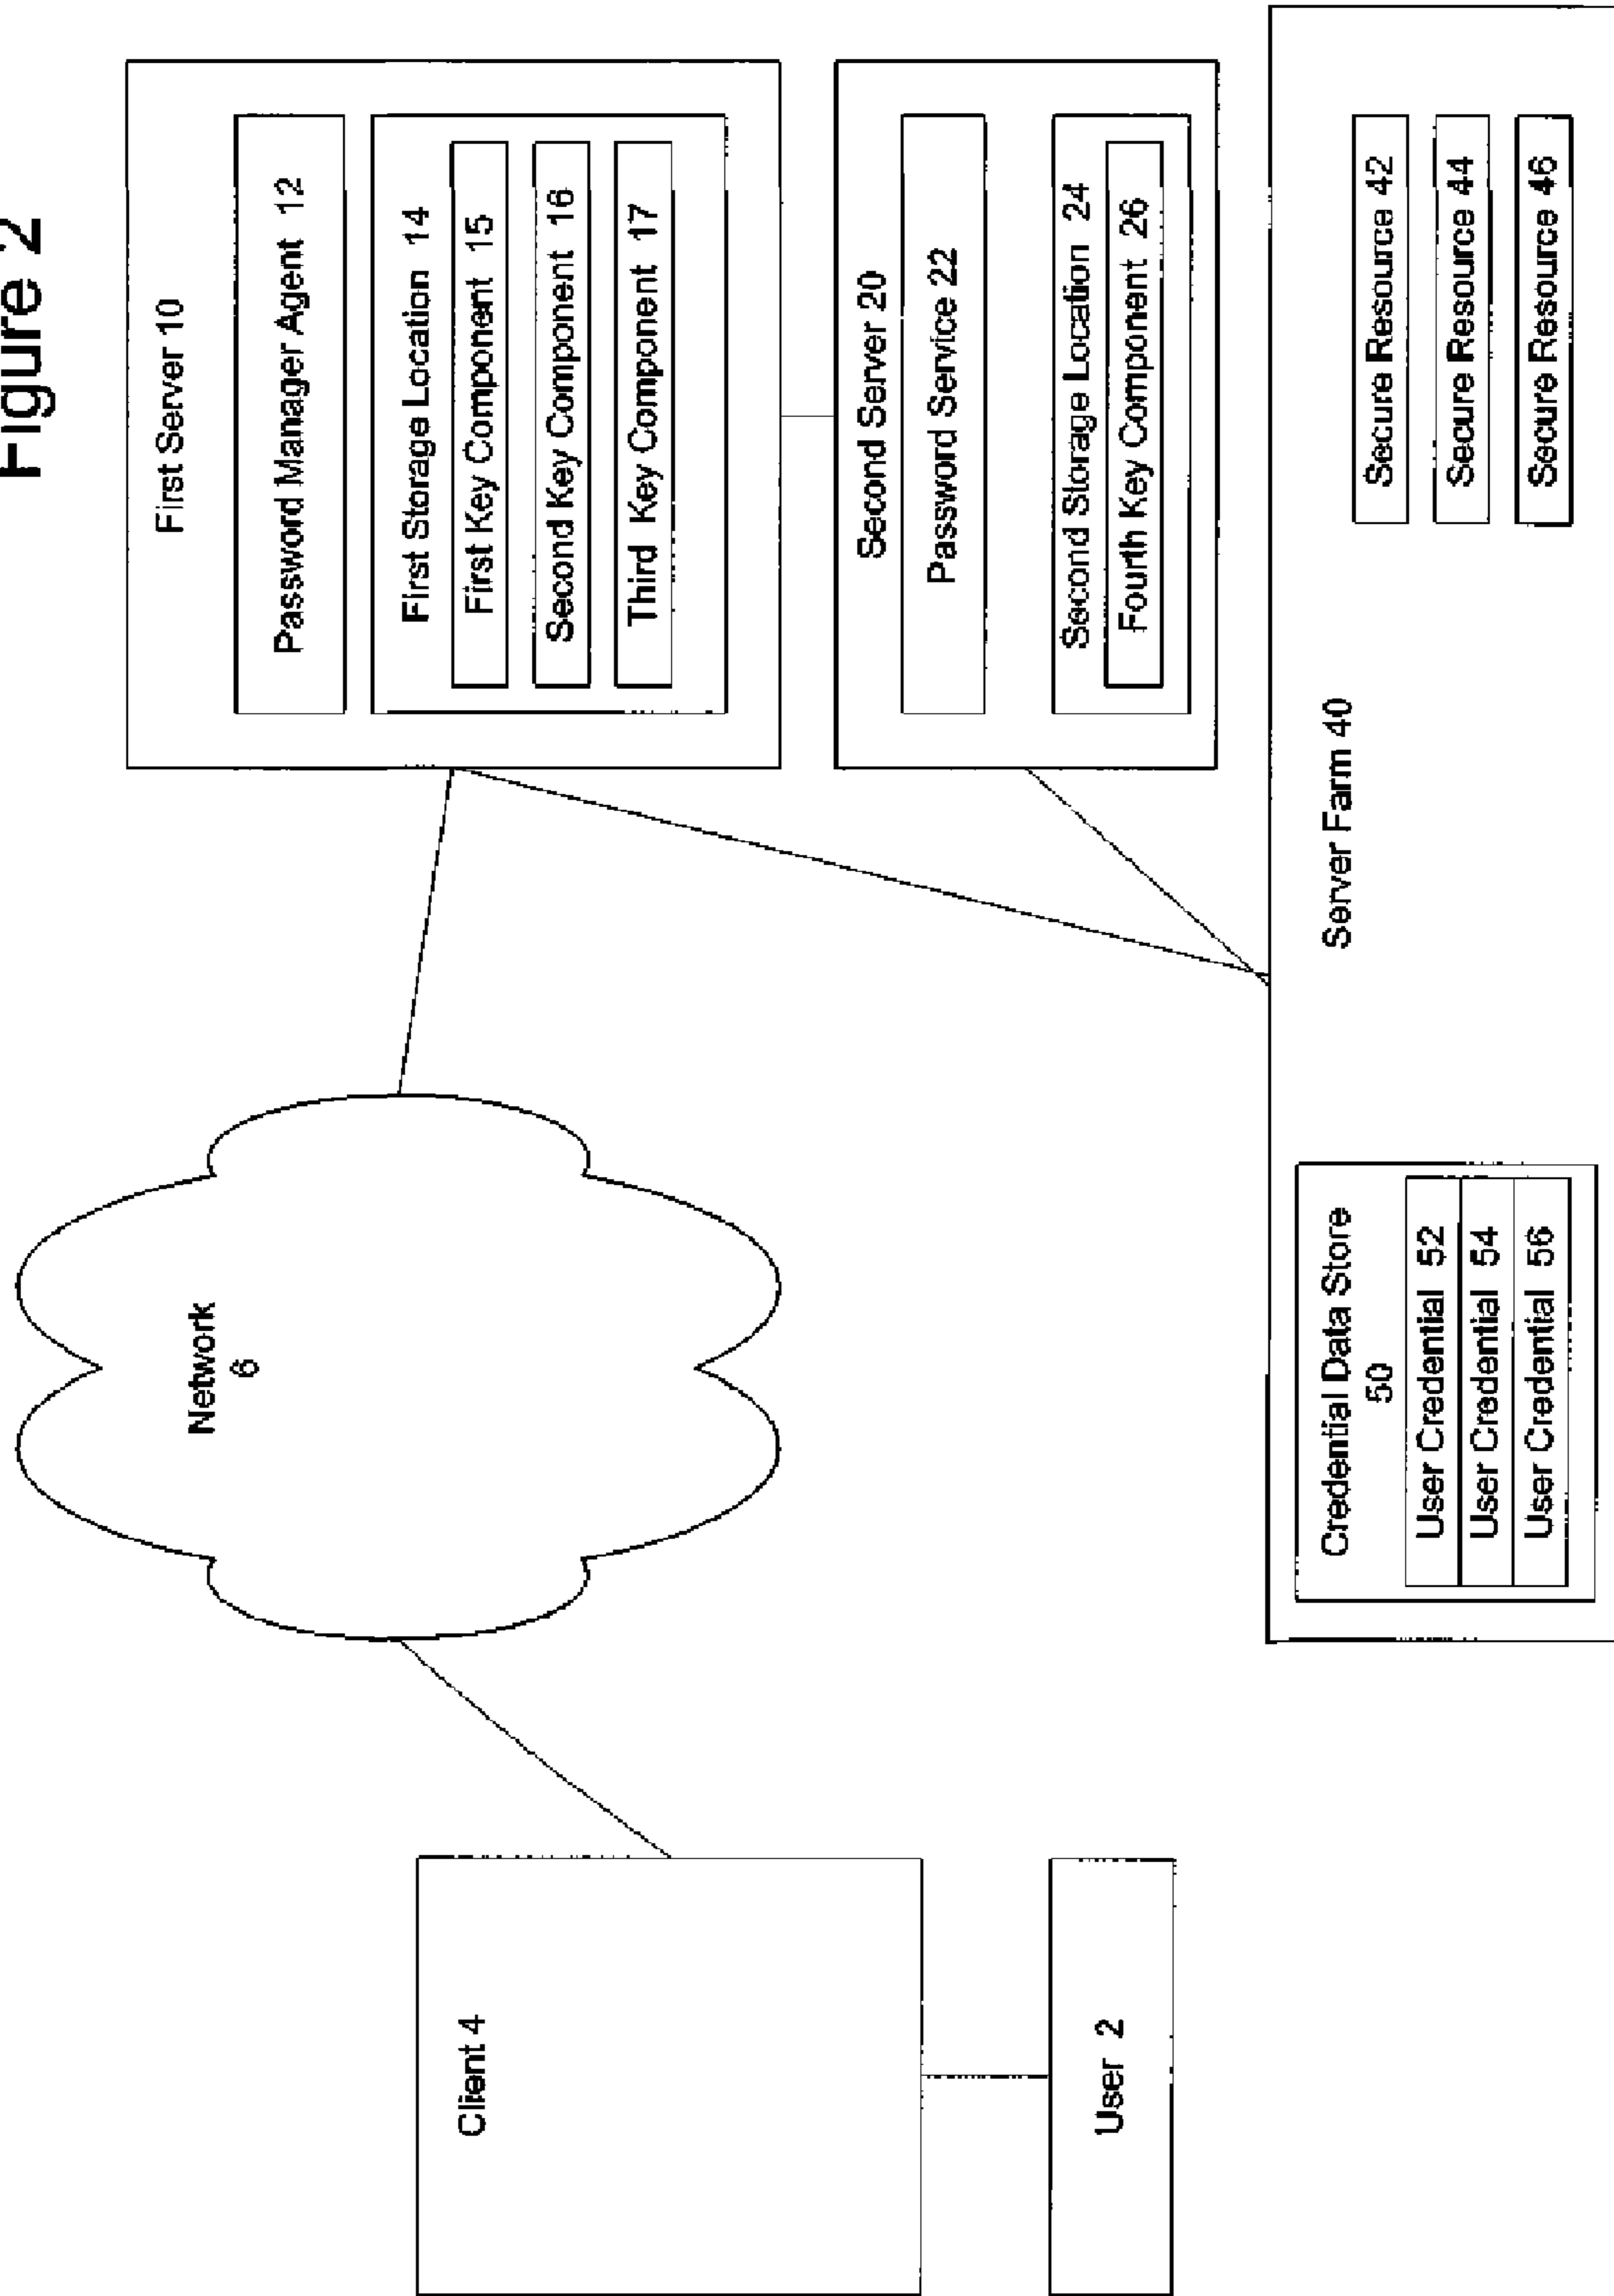 Figure 2
First Server 10
Password Manager Agent 12
First Storage Location 14
First Key Component 15
Second Key Component 16
Third Key Component 17
Network
6
Client 4
User 2
Second Server 20
Password Service 22
Second Storage Location 24
Fourth Key Component 26
Server Farm 40
Credential Data Store
50
User Credential 52
User Credential 54
User Credential 56
Secure Resource 42
Secure Resource 44
Secure Resource 46